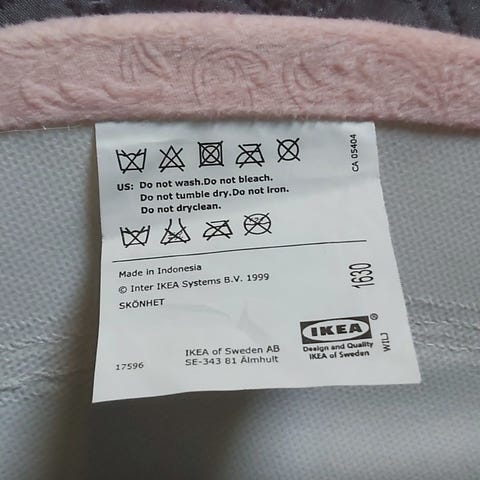 US: Do not wash.Do not bleach.
Do not tumble dry.Do not iron.
Do not dryclean.
CA 05404
Made in Indonesia
© Inter IKEA Systems B.V. 1999
SKÖNHET
1630
IKEA®
Design and Quality
IKEA of Sweden
WILJ
17596
IKEA of Sweden AB
SE-343 81 Älmhult